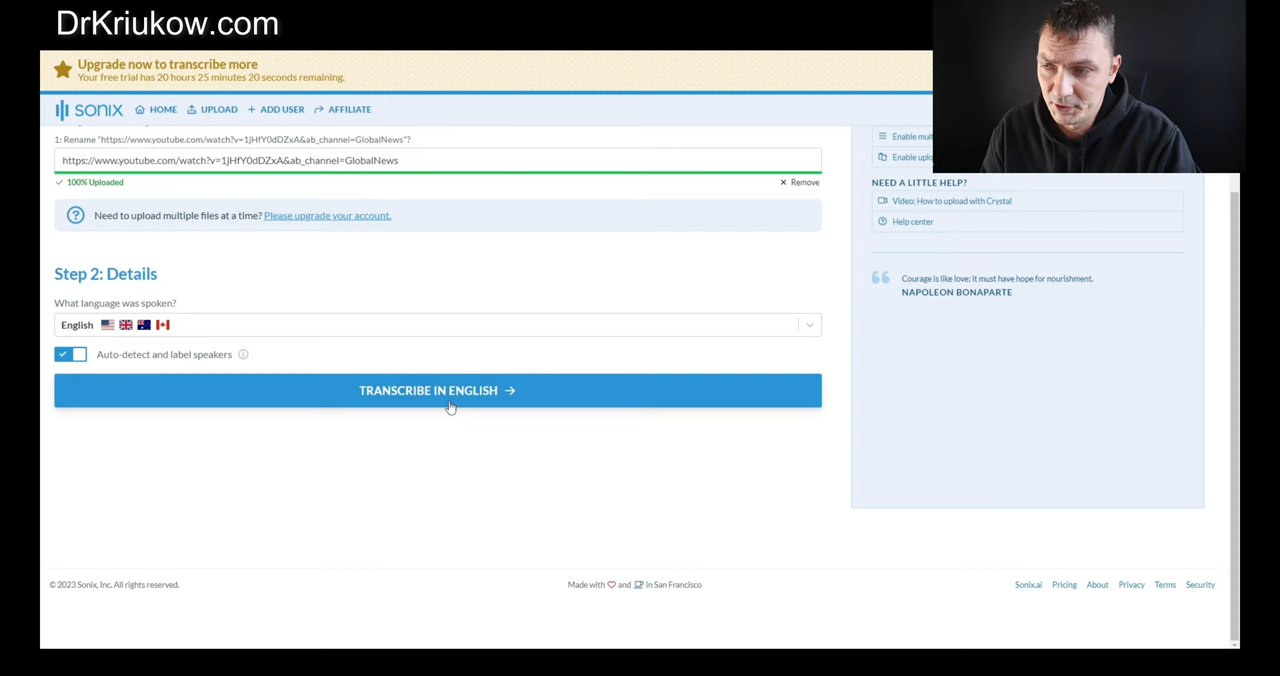 DrKriukow.com
Upgrade now to transcribe more
Your free trial has 20 hours 25 minutes 20 seconds remaining.
sonix HOME UPLOAD ADD USER AFFILIATE
1: Rename "https://www.youtube.com/watch?v=1jHfY0dDZxA&ab_channel=GlobalNews"?
https://www.youtube.com/watch?v=1jHfY0dDZxA&ab_channel=GlobalNews
100% Uploaded
Remove
Need to upload multiple files at a time? Please upgrade your account.
Step 2: Details
What language was spoken?
English
Auto-detect and label speakers
TRANSCRIBE IN ENGLISH
Enable
Enable
NEED A LITTLE HELP?
Video: How to upload with Crystal
Help center
Courage is like love; it must have hope for nourishment.
NAPOLEON BONAPARTE
© 2023 Sonix, Inc. All rights reserved.
Made with and in San Francisco
Sonix.ai Pricing About Privacy Terms Security